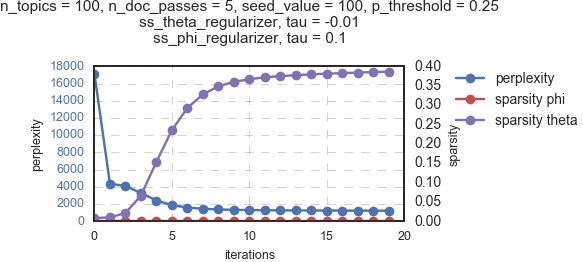 n_topics = 100, n_doc_passes = 5, seed_value = 100, p_threshold = 0.25
ss_theta_regularizer, tau = -0.01
ss_phi_regularizer, tau = 0.1
18000
16000
14000
12000
10000
8000
6000
4000
2000
0
perplexity
0 5 10 15 20
iterations
0.40
0.35
0.30
0.25
0.20
0.15
0.10
0.05
0.00
sparsity
perplexity
sparsity phi
sparsity theta